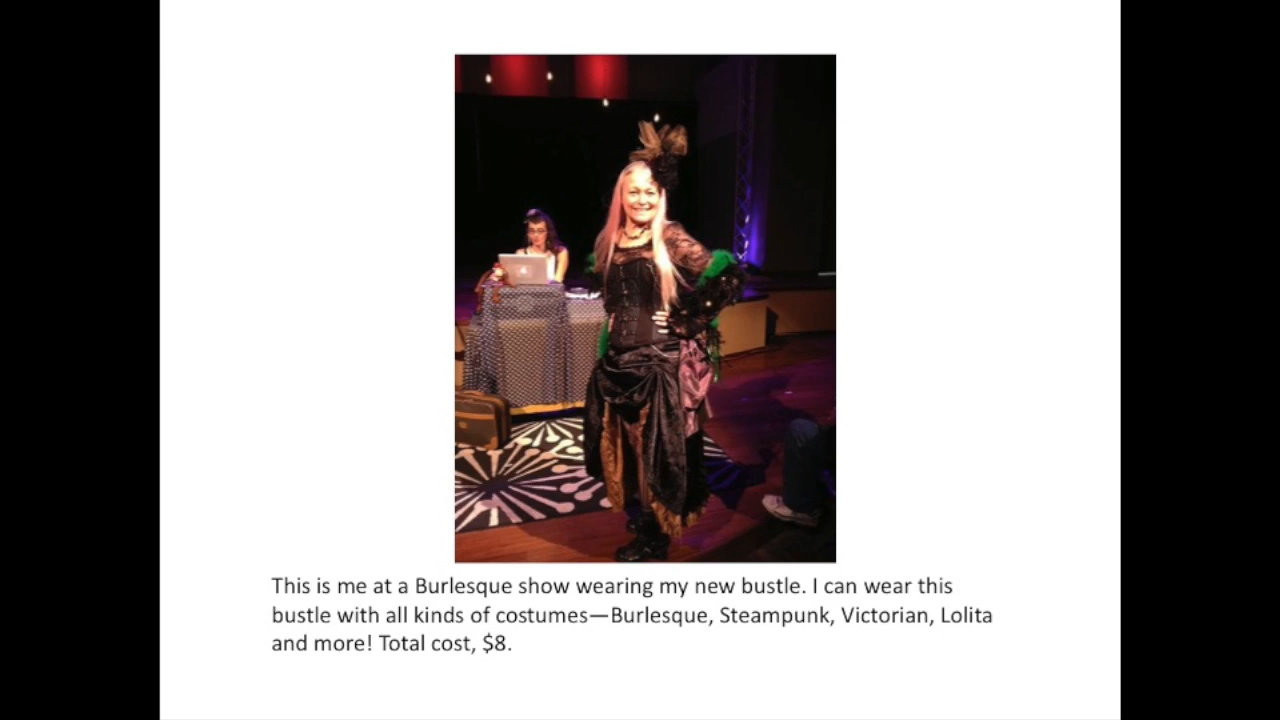 This is me at a Burlesque show wearing my new bustle. I can wear this
bustle with all kinds of costumes—Burlesque, Steampunk, Victorian, Lolita
and more! Total cost, $8.